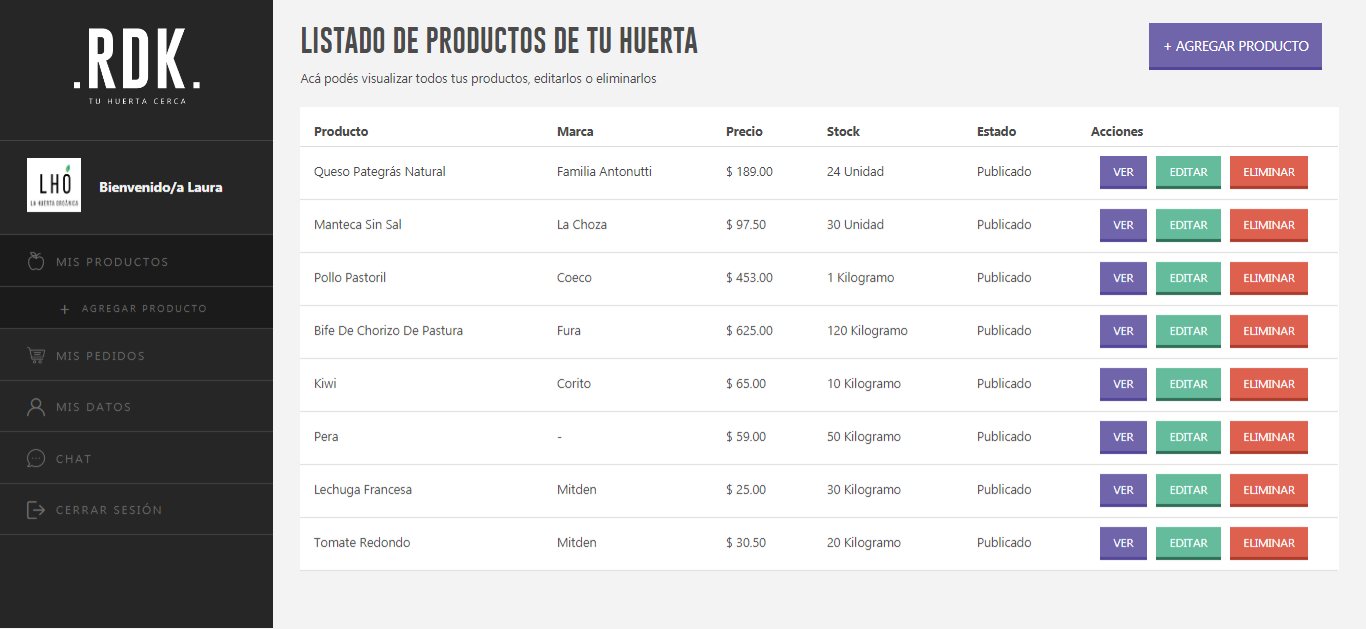 .RDK.
TU HUERTA CERCA
LHÓ
LA HUERTA ORGÁNICA
Bienvenido/a Laura
MIS PRODUCTOS
+ AGREGAR PRODUCTO
MIS PEDIDOS
MIS DATOS
CHAT
CERRAR SESIÓN
LISTADO DE PRODUCTOS DE TU HUERTA
Acá podés visualizar todos tus productos, editarlos o eliminarlos
+ AGREGAR PRODUCTO
Producto Marca Precio Stock Estado Acciones
Queso Pategrás Natural Familia Antonutti $ 189.00 24 Unidad Publicado VER EDITAR ELIMINAR
Manteca Sin Sal La Choza $ 97.50 30 Unidad Publicado VER EDITAR ELIMINAR
Pollo Pastoril Coeco $ 453.00 1 Kilogramo Publicado VER EDITAR ELIMINAR
Bife De Chorizo De Pastura Fura $ 625.00 120 Kilogramo Publicado VER EDITAR ELIMINAR
Kiwi Corito $ 65.00 10 Kilogramo Publicado VER EDITAR ELIMINAR
Pera - $ 59.00 50 Kilogramo Publicado VER EDITAR ELIMINAR
Lechuga Francesa Mitden $ 25.00 30 Kilogramo Publicado VER EDITAR ELIMINAR
Tomate Redondo Mitden $ 30.50 20 Kilogramo Publicado VER EDITAR ELIMINAR